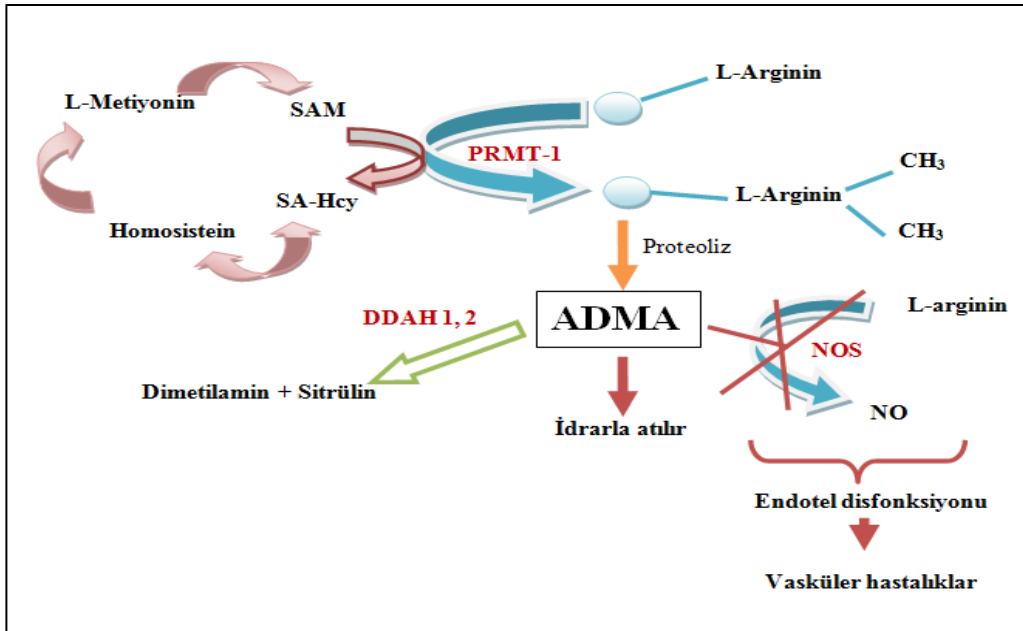 L-Arginin
L-Metiyonin
SAM
PRMT-1
CH₃
SA-Hcy
L-Arginin
Homosistein
CH₃
Proteoliz
DDAH 1, 2
ADMA
L-arginin
NOS
Dimetilamin + Sitrülin
İdrarla atılır
NO
Endotel disfonksiyonu
Vasküler hastalıklar